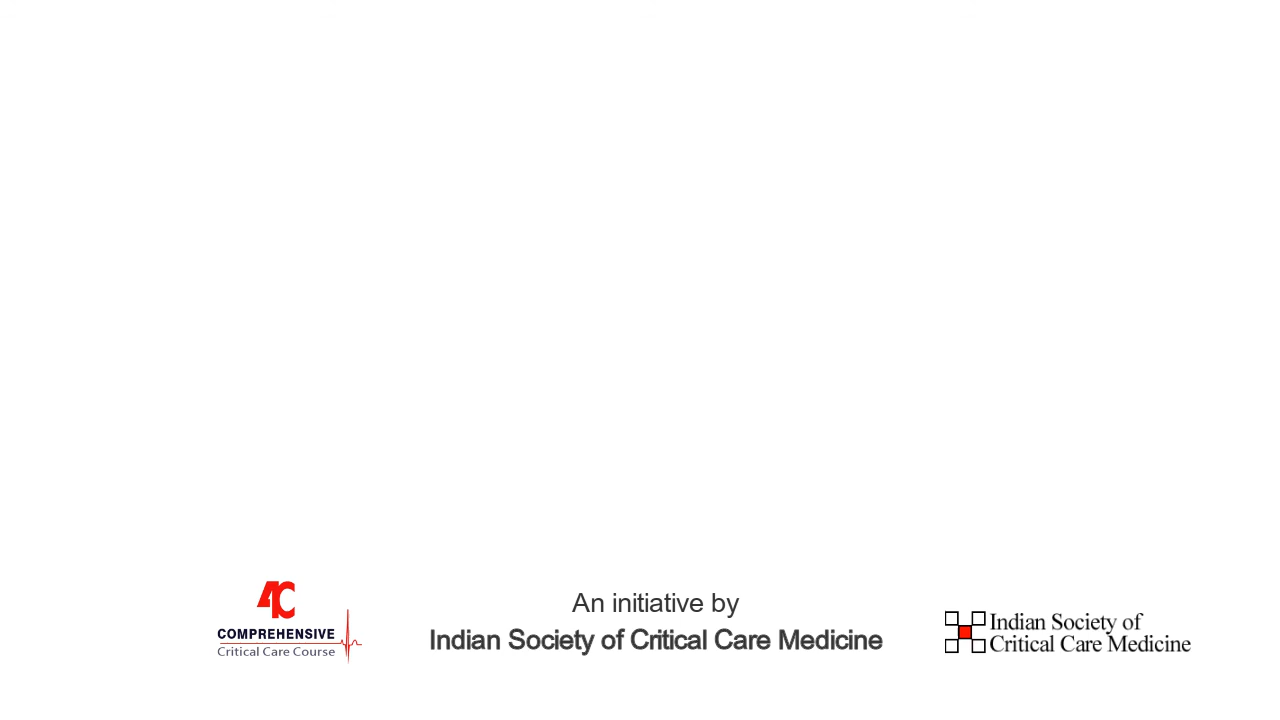 4C
COMPREHENSIVE
Critical Care Course
An initiative by
Indian Society of Critical Care Medicine
Indian Society of
Critical Care Medicine